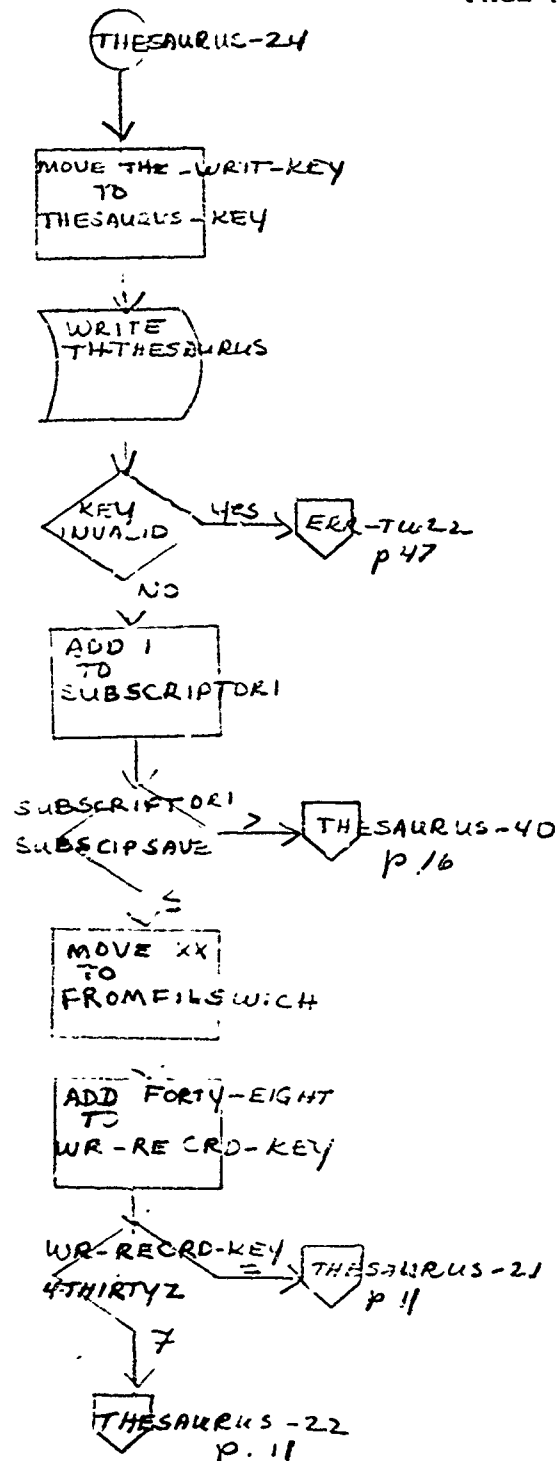 THESAURUS-24
MOVE THE-WRIT-KEY
TO
THESAURUS-KEY
WRITE
THTHESAURUS
KEY
INVALID
yes
ERR-TW22
p 47
NO
ADD 1
TO
SUBSCRIPTOR1
SUBSCRIPTOR1
SUBSCIPSAVE
>
THESAURUS-40
p.16
≤
MOVE XX
TO
FROMFILSWICH
ADD FORTY-EIGHT
TO
WR-RECRD-KEY
WR-RECRD-KEY
4THIRTYZ
=
THESAURUS-21
p 11
THESAURUS-22
p. 11